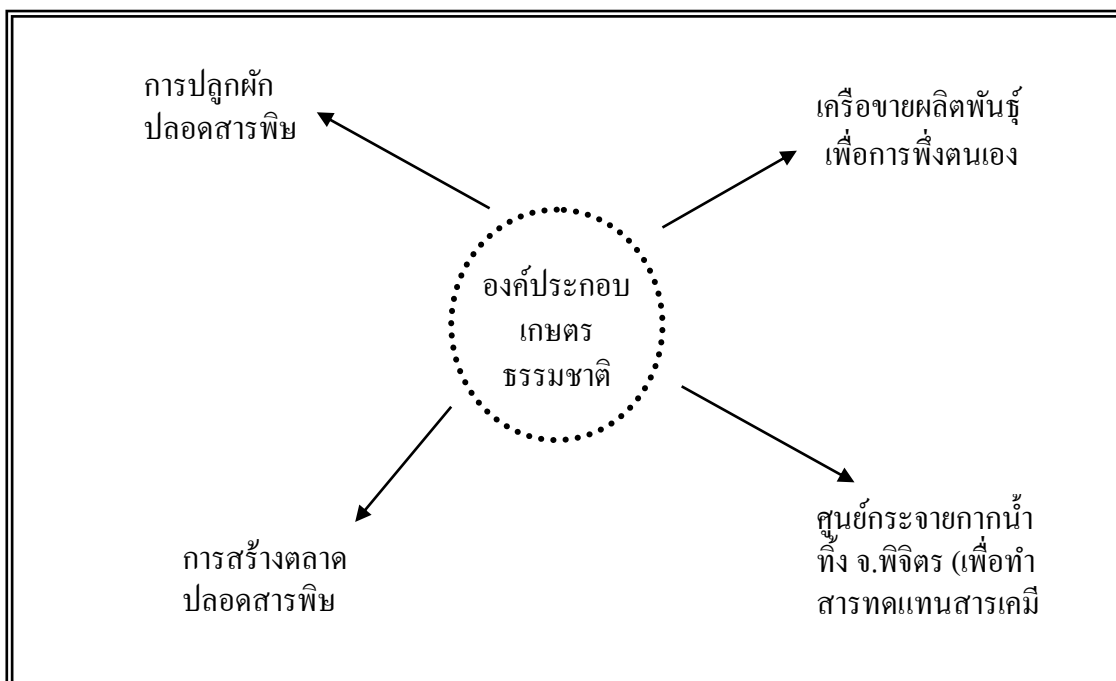 การปลูกผัก
ปลอดสารพิษ
เครือขายผลิตพันธุ์
เพื่อการพึ่งตนเอง
องค์ประกอบ
เกษตร
ธรรมชาติ
การสร้างตลาด
ปลอดสารพิษ
ศูนย์กระจายกากน้ำ
ทิ้ง จ.พิจิตร (เพื่อทำ
สารทดแทนสารเคมี